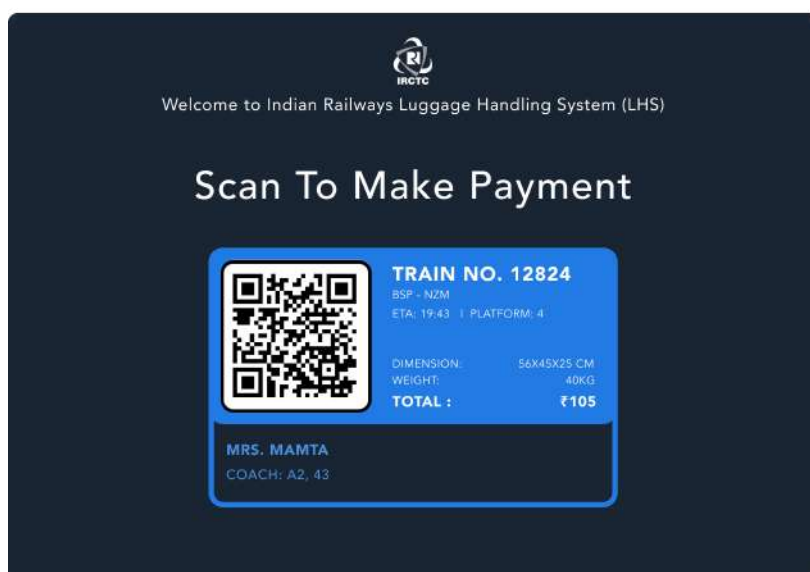 IRCTC
Welcome to Indian Railways Luggage Handling System (LHS)
Scan To Make Payment
TRAIN NO. 12824
BSP - NZM
ETA: 19:43 | PLATFORM: 4
DIMENSION: 56X45X25 CM
WEIGHT: 40KG
TOTAL : ₹105
MRS. MAMTA
COACH: A2, 43